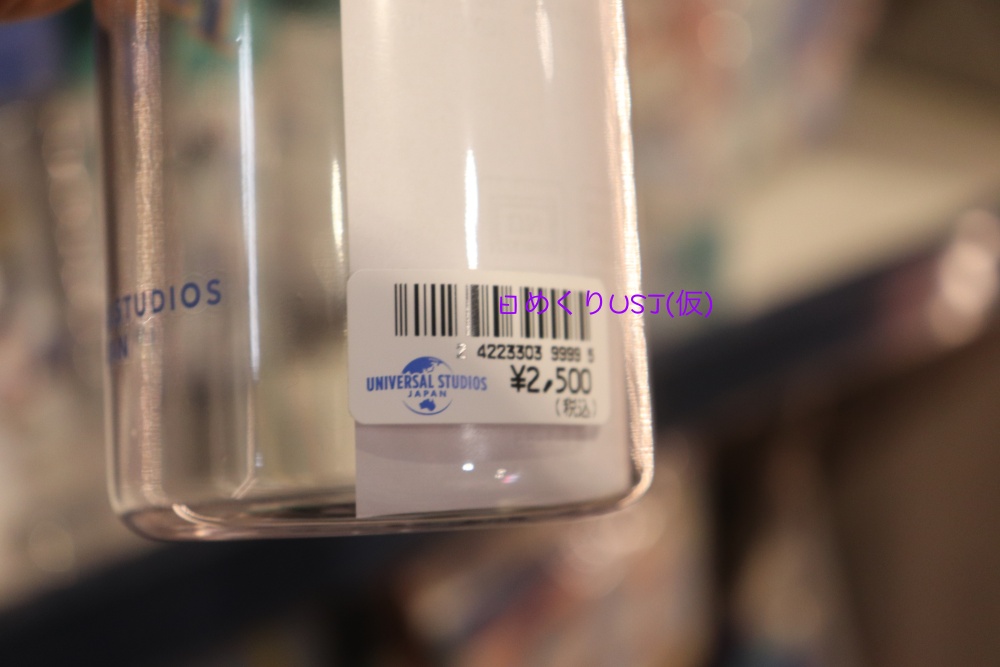 STUDIOS
日めくりUSJ(仮)
2 4223303 9999 5
UNIVERSAL STUDIOS
JAPAN
¥2,500
(税込)